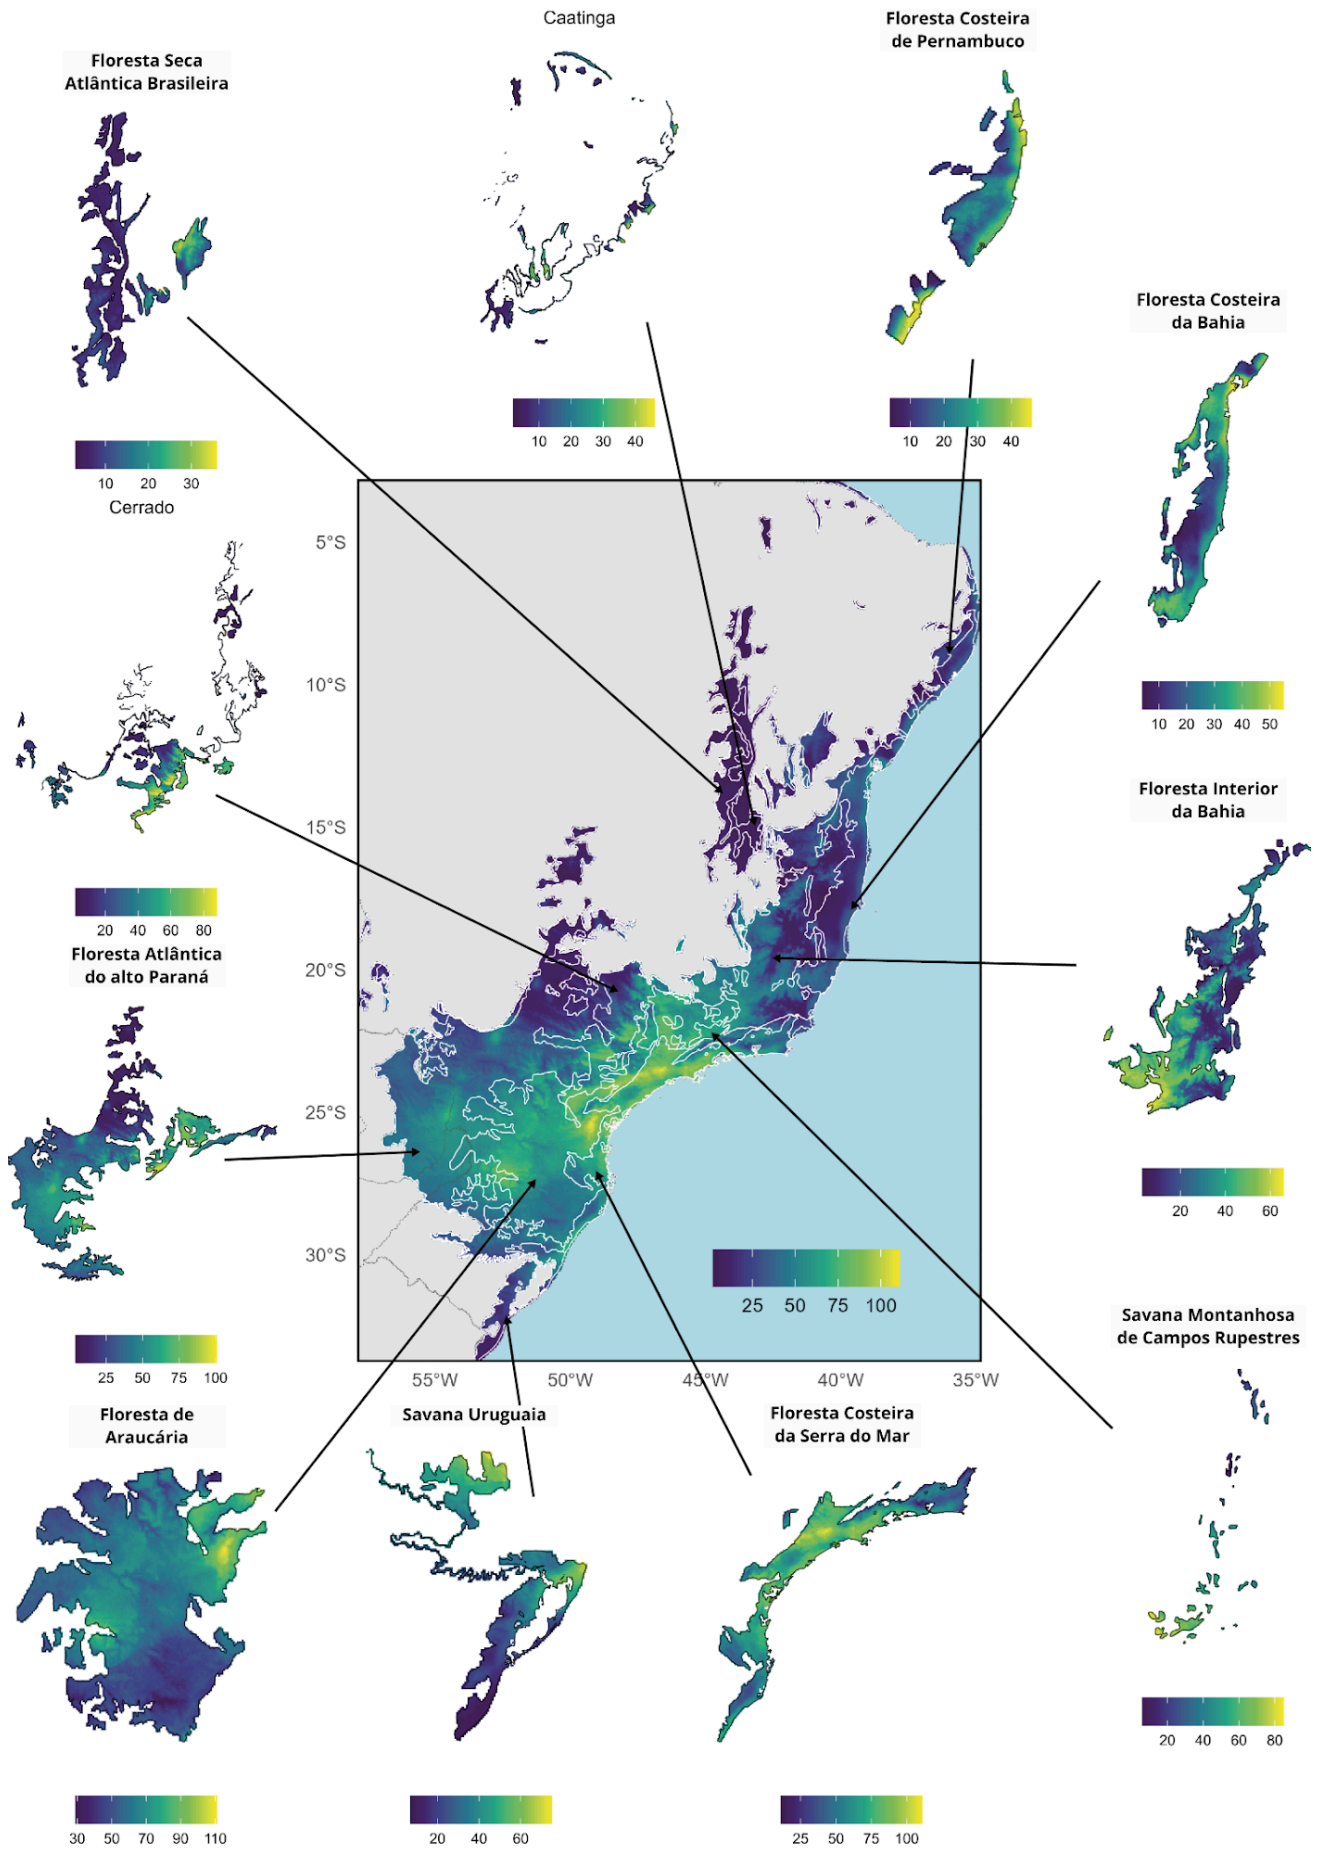 Caatinga
Floresta Costeira
de Pernambuco
Floresta Seca
Atlântica Brasileira
10 20 30 40
10 20 30 40
Floresta Costeira
da Bahia
10 20 30
Cerrado
5°S
10°S
15°S
20°S
25°S
30°S
10 20 30 40 50
Floresta Interior
da Bahia
20 40 60 80
Floresta Atlântica
do alto Paraná
20 40 60
25 50 75 100
25 50 75 100
Savana Montanhosa
de Campos Rupestres
55°W 50°W 45°W 40°W 35°W
Floresta de
Araucária
Savana Uruguaia
Floresta Costeira
da Serra do Mar
20 40 60 80
30 50 70 90 110
20 40 60
25 50 75 100